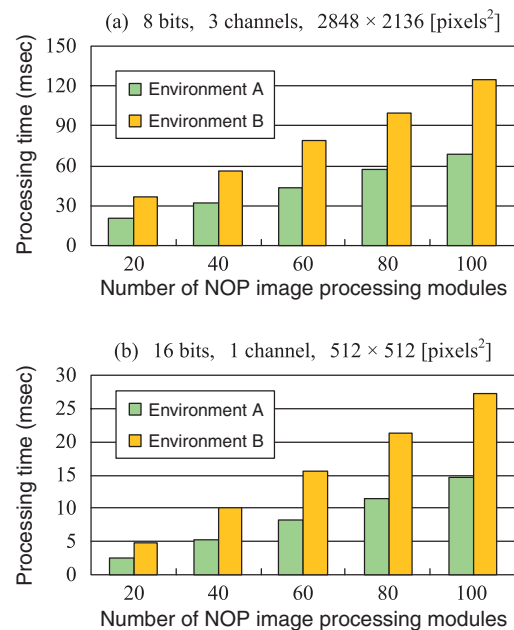 (a) 8 bits, 3 channels, 2848 × 2136 [pixels²]
Processing time (msec)
150
120
90
60
30
0
Environment A
Environment B
20 40 60 80 100
Number of NOP image processing modules
(b) 16 bits, 1 channel, 512 × 512 [pixels²]
Processing time (msec)
30
25
20
15
10
5
0
Environment A
Environment B
20 40 60 80 100
Number of NOP image processing modules